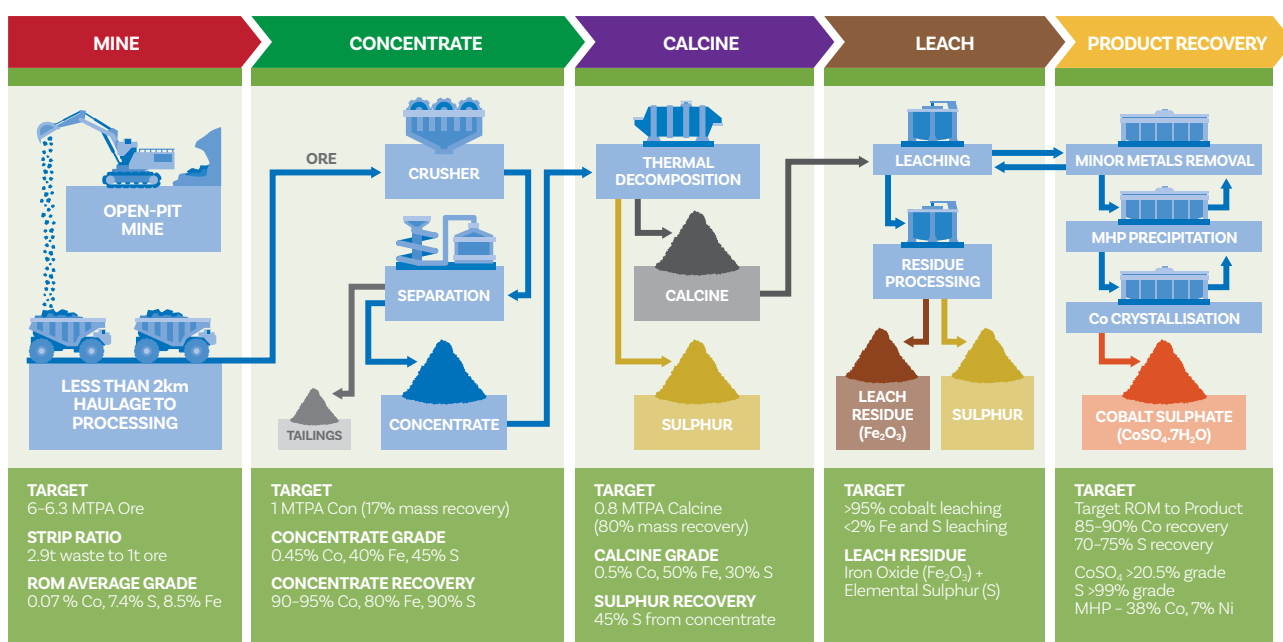 MINE
CONCENTRATE
CALCINE
LEACH
PRODUCT RECOVERY
OPEN-PIT
MINE
LESS THAN 2km
HAULAGE TO
PROCESSING
ORE
CRUSHER
SEPARATION
TAILINGS
CONCENTRATE
THERMAL
DECOMPOSITION
CALCINE
SULPHUR
LEACHING
RESIDUE
PROCESSING
LEACH
RESIDUE
(Fe₂O₃)
SULPHUR
MINOR METALS REMOVAL
MHP PRECIPITATION
Co CRYSTALLISATION
COBALT SULPHATE
(CoSO₄.7H₂O)
TARGET
6–6.3 MTPA Ore
STRIP RATIO
2.9t waste to 1t ore
ROM AVERAGE GRADE
0.07 % Co, 7.4% S, 8.5% Fe
TARGET
1 MTPA Con (17% mass recovery)
CONCENTRATE GRADE
0.45% Co, 40% Fe, 45% S
CONCENTRATE RECOVERY
90–95% Co, 80% Fe, 90% S
TARGET
0.8 MTPA Calcine
(80% mass recovery)
CALCINE GRADE
0.5% Co, 50% Fe, 30% S
SULPHUR RECOVERY
45% S from concentrate
TARGET
>95% cobalt leaching
<2% Fe and S leaching
LEACH RESIDUE
Iron Oxide (Fe₂O₃) +
Elemental Sulphur (S)
TARGET
Target ROM to Product
85–90% Co recovery
70–75% S recovery
CoSO₄ >20.5% grade
S >99% grade
MHP – 38% Co, 7% Ni